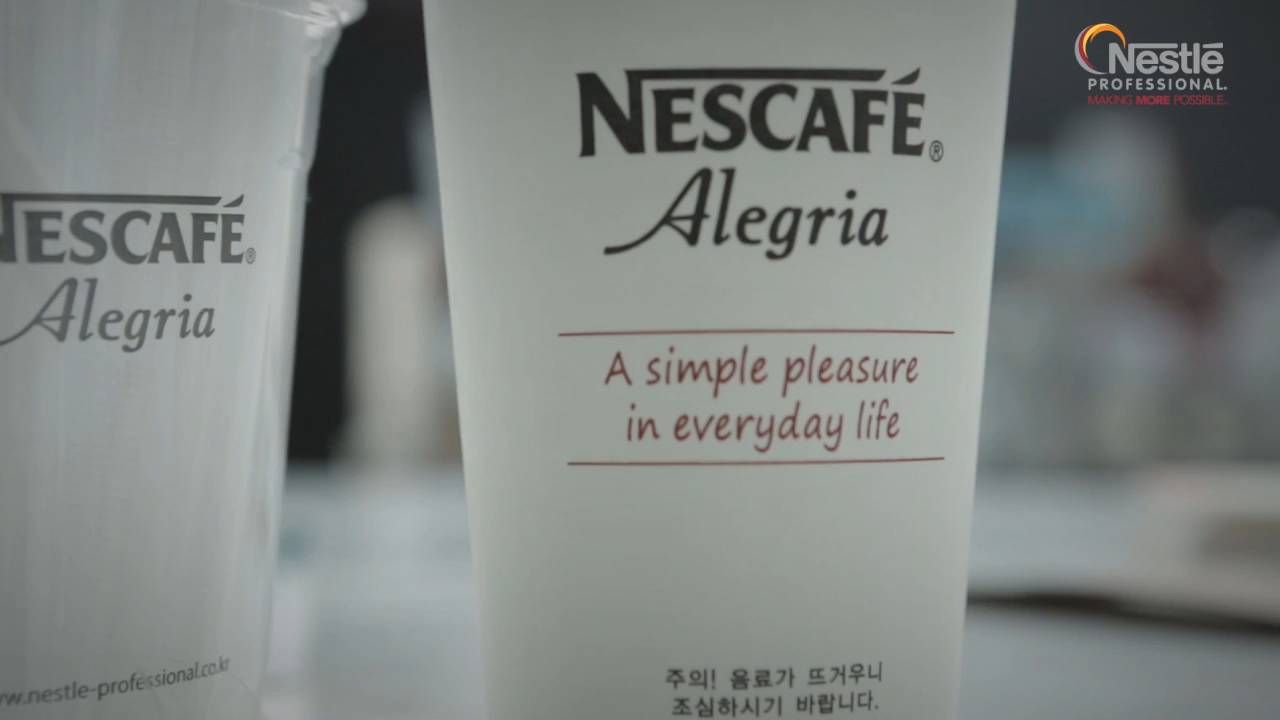 Nestlé
PROFESSIONAL.
MAKING MORE POSSIBLE.
NESCAFÉ®
Alegria
www.nestle-professional.co.kr
NESCAFÉ®
Alegria
A simple pleasure
in everyday life
주의! 음료가 뜨거우니
조심하시기 바랍니다.